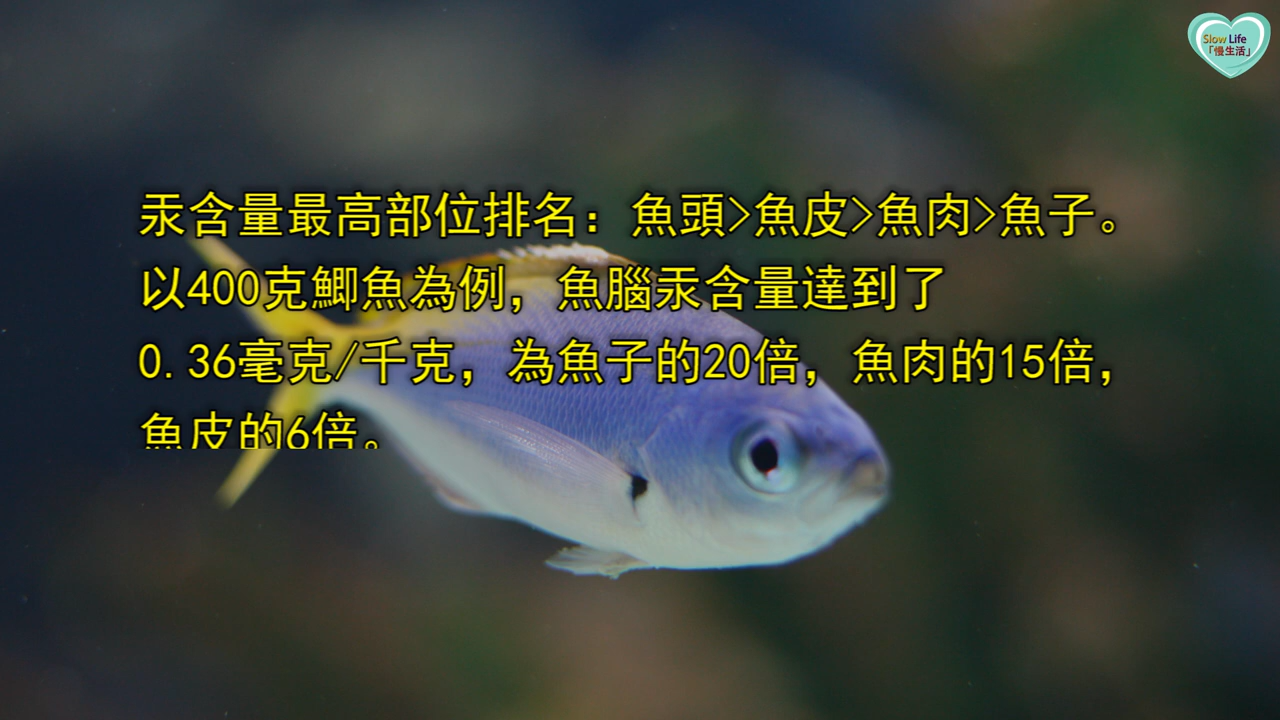 Slow Life
「慢生活」
汞含量最高部位排名：魚頭>魚皮>魚肉>魚子。
以400克鯽魚為例，魚腦汞含量達到了
0.36毫克/千克，為魚子的20倍，魚肉的15倍，
魚皮的6倍。